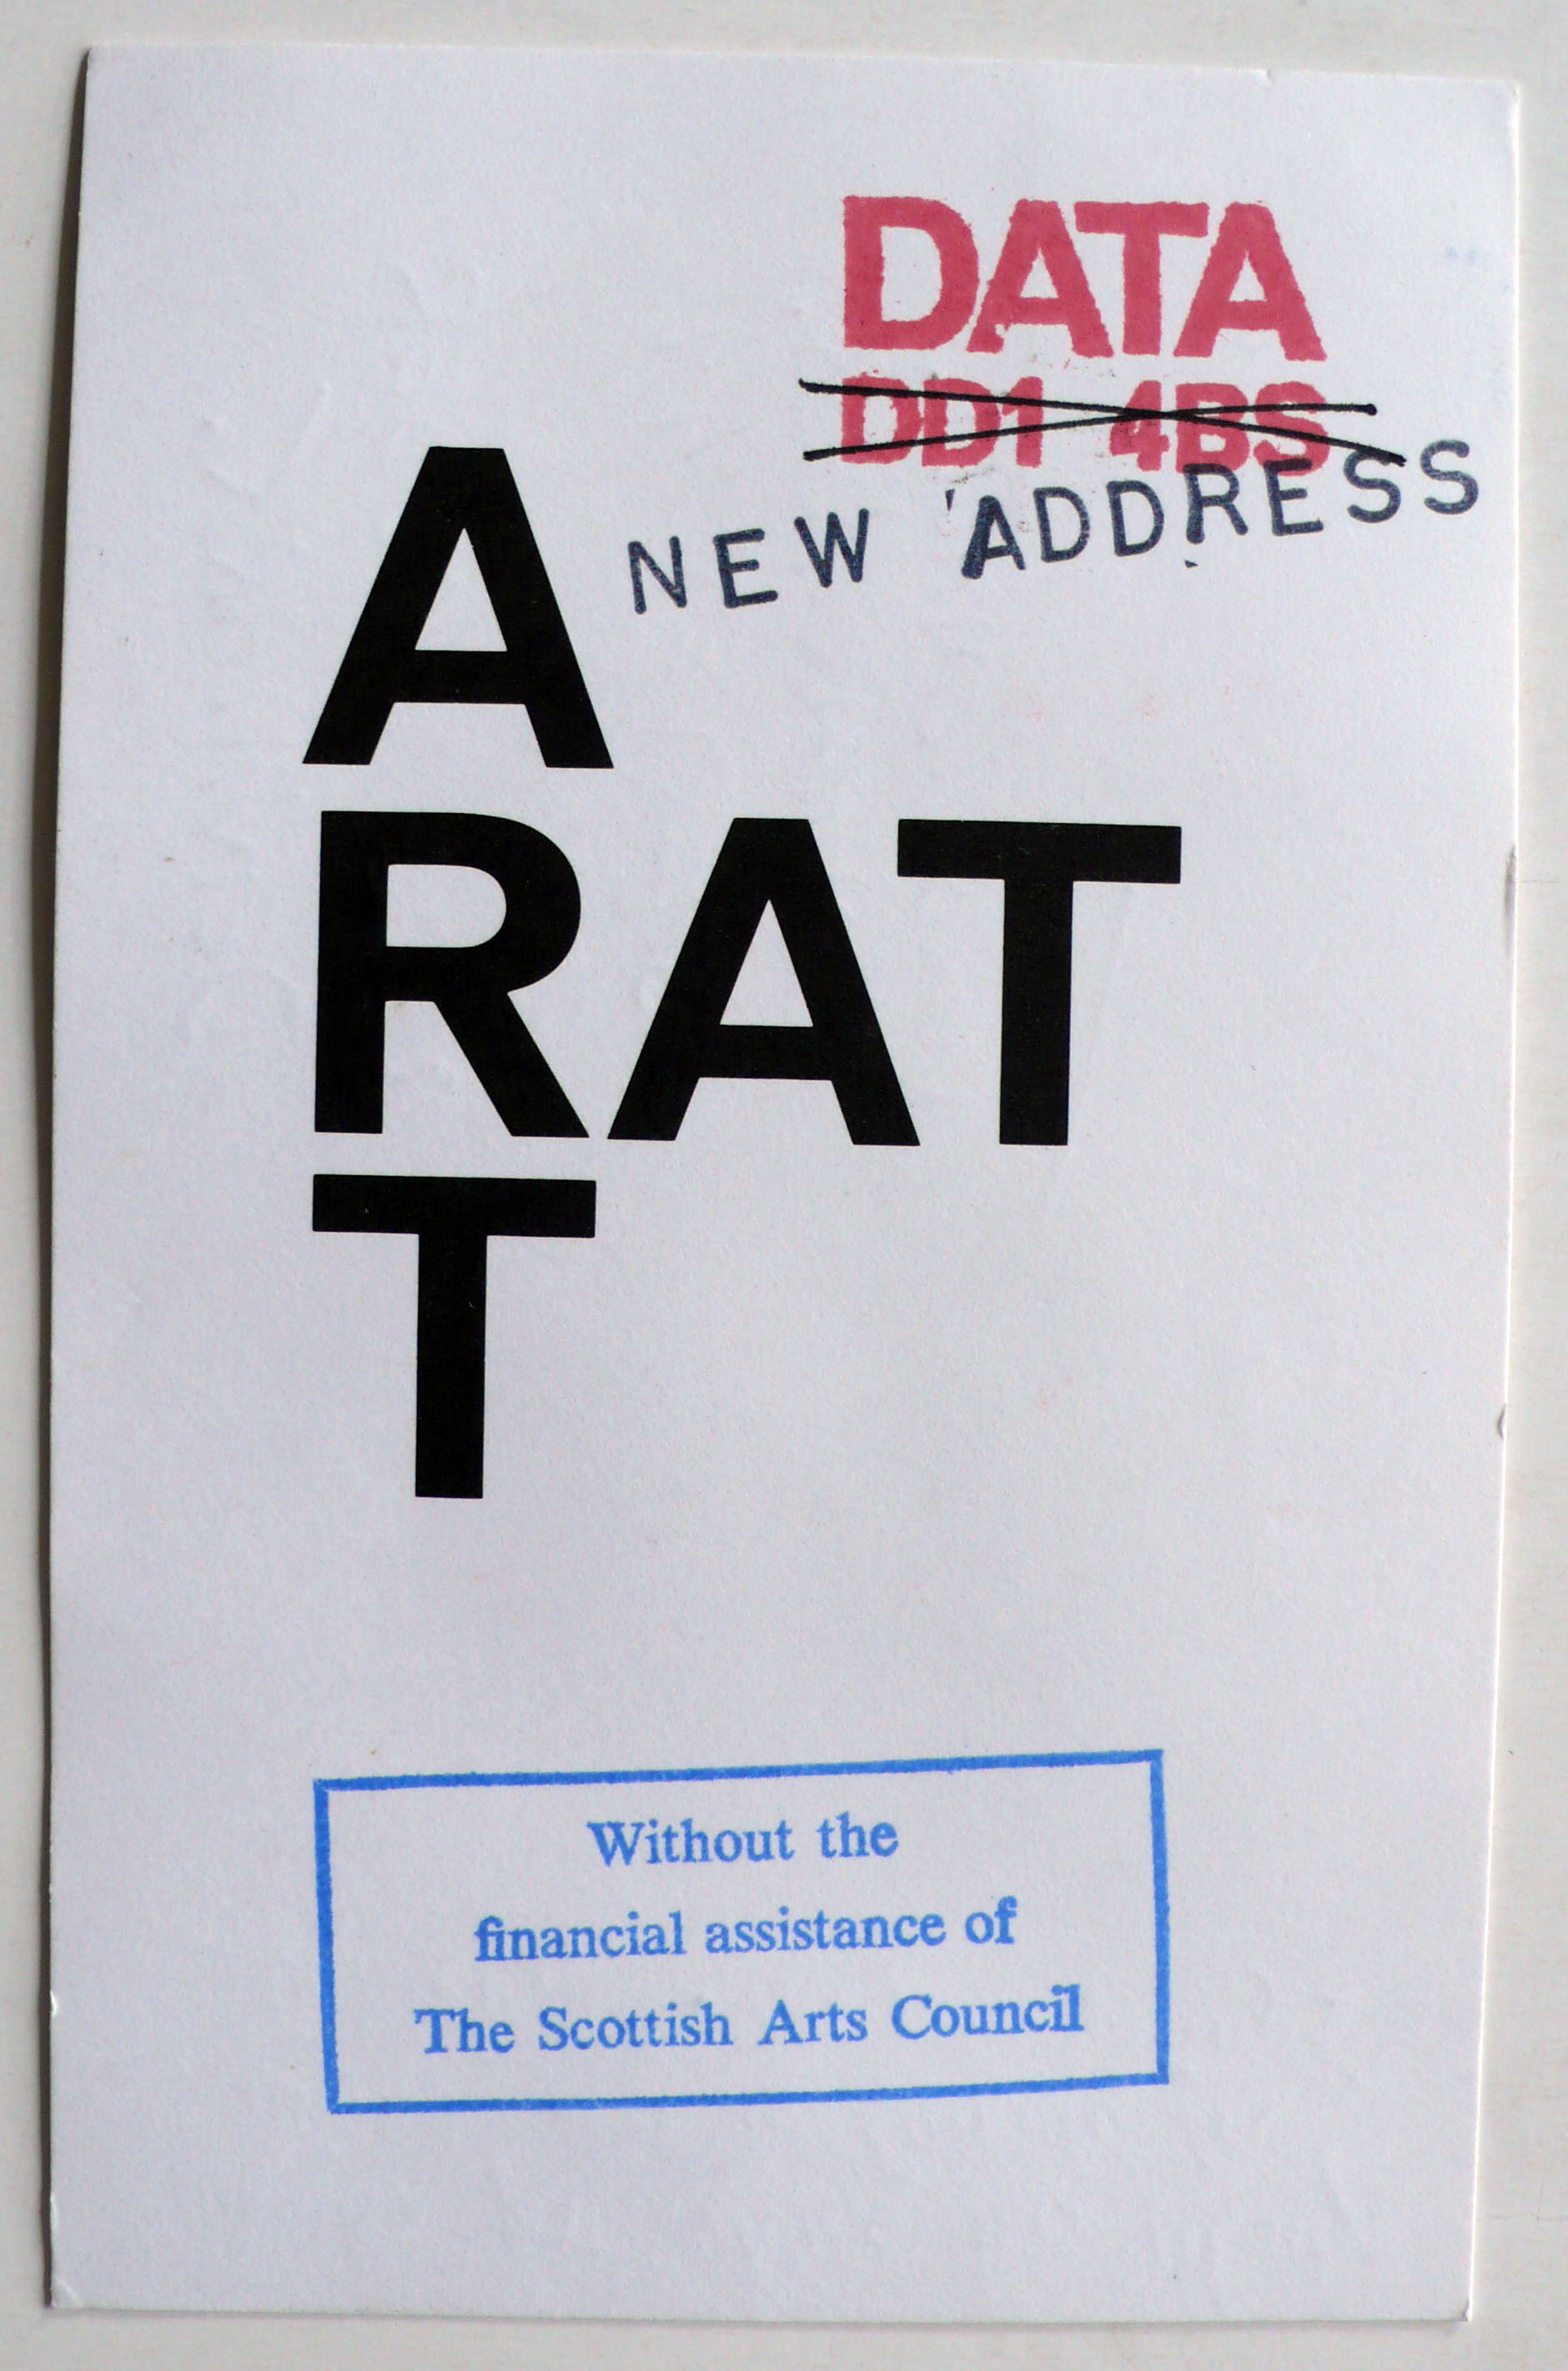 DATA
DD1 4BS
NEW ADDRESS
A
RAT
T
Without the
financial assistance of
The Scottish Arts Council